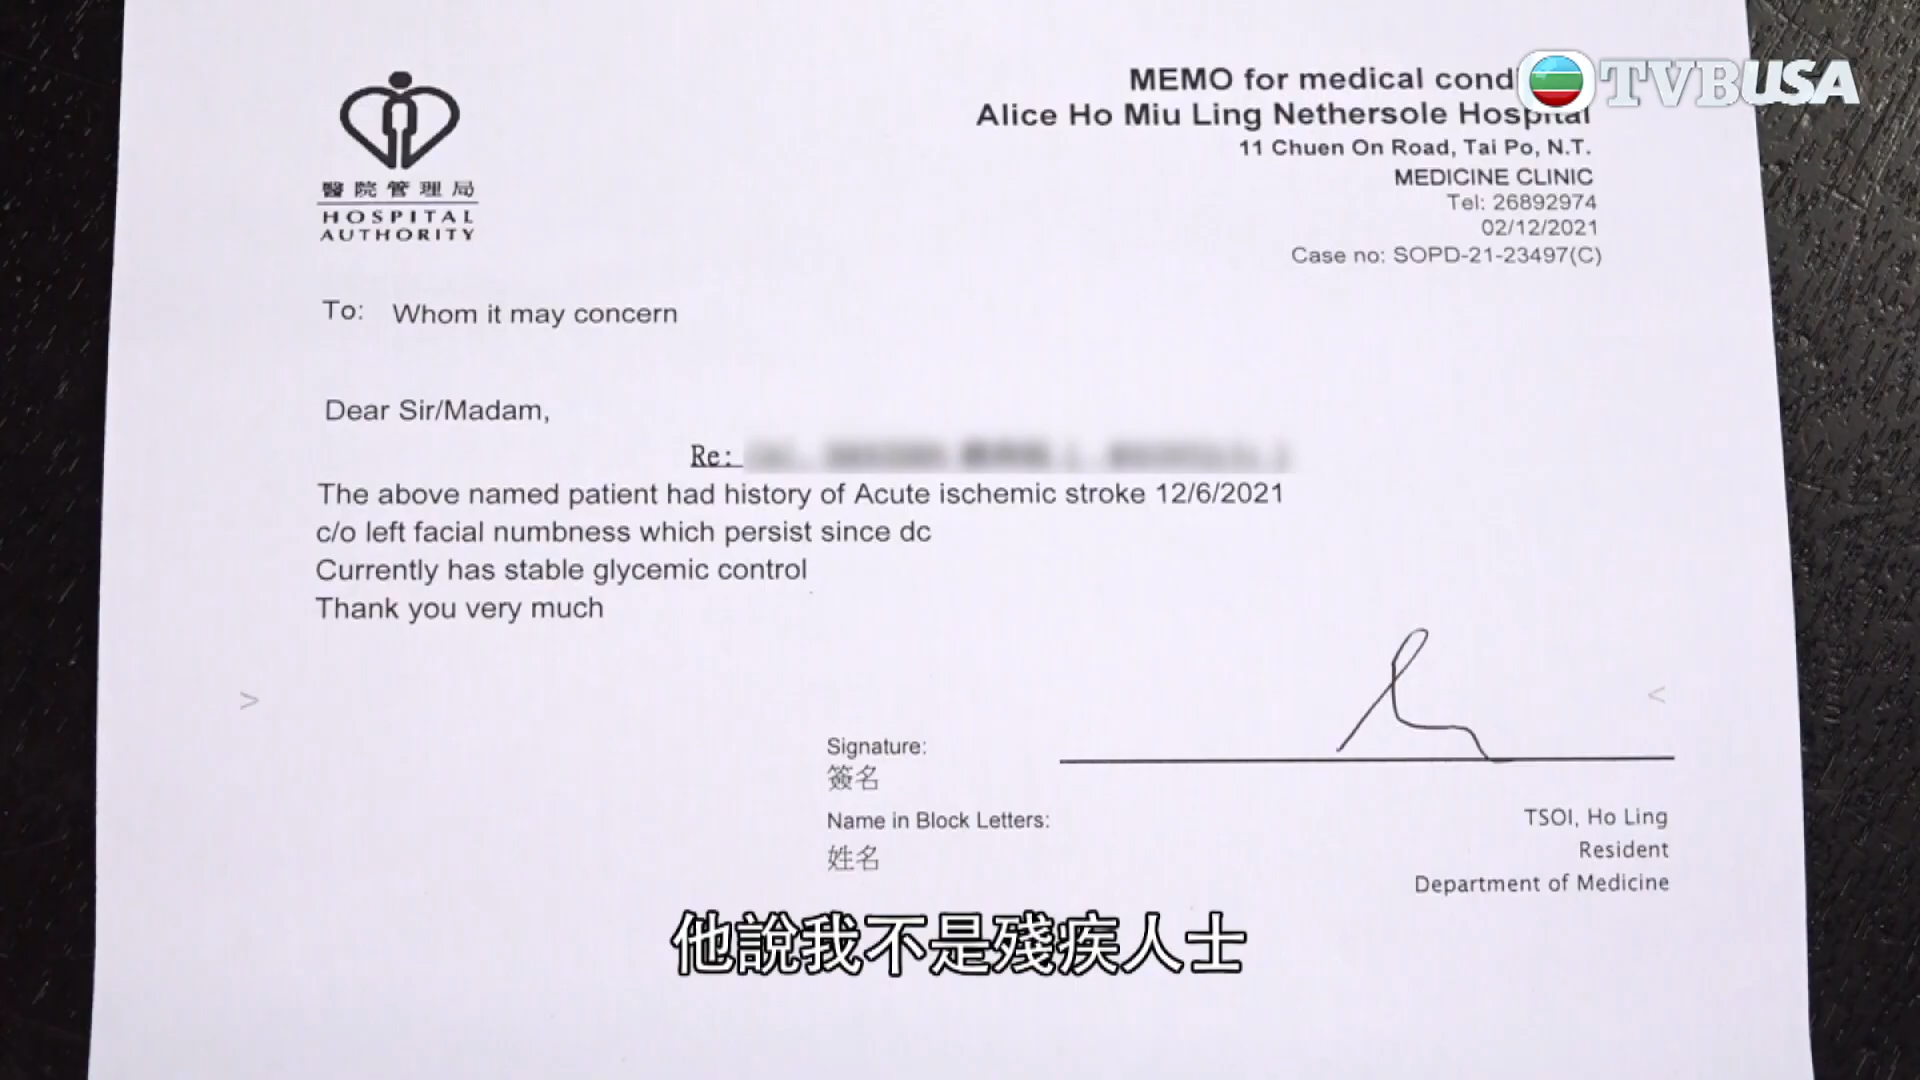 MEMO for medical cond
TVBUSA
Alice Ho Miu Ling Nethersole Hospital
11 Chuen On Road, Tai Po, N.T.
MEDICINE CLINIC
Tel: 26892974
02/12/2021
Case no: SOPD-21-23497(C)
醫院管理局
HOSPITAL
AUTHORITY
To: Whom it may concern
Dear Sir/Madam,
Re:
The above named patient had history of Acute ischemic stroke 12/6/2021
c/o left facial numbness which persist since dc
Currently has stable glycemic control
Thank you very much
> <
Signature:
簽名
Name in Block Letters:
姓名
TSOI, Ho Ling
Resident
Department of Medicine
他說我不是殘疾人士